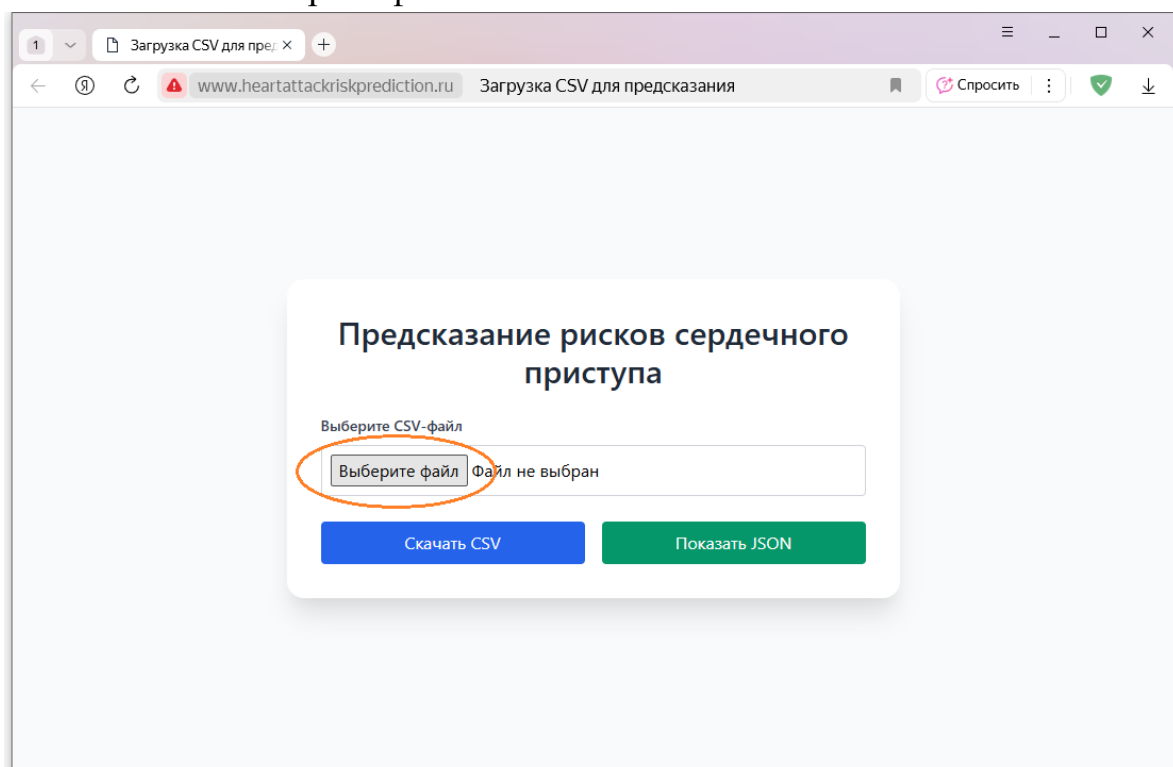 1 Загрузка CSV для пред
www.heartattackriskprediction.ru Загрузка CSV для предсказания Спросить
Предсказание рисков сердечного
приступа
Выберите CSV-файл
Выберите файл Файл не выбран
Скачать CSV Показать JSON